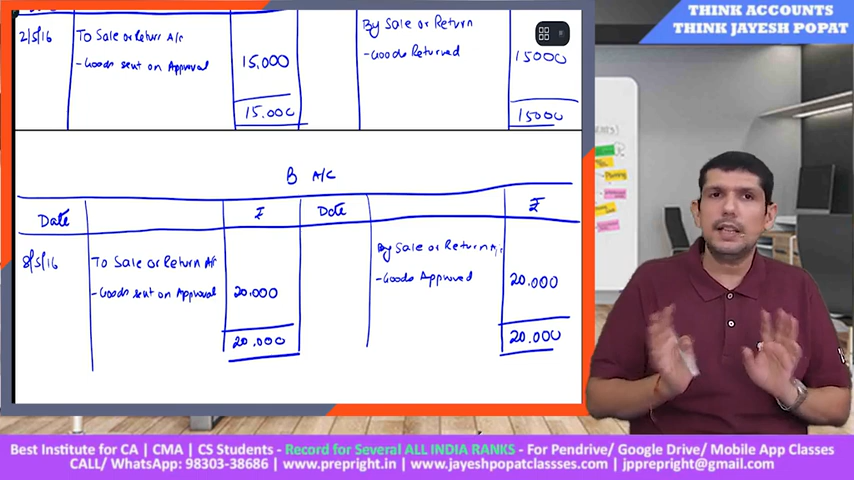 THINK ACCOUNTS
THINK JAYESH POPAT
2/5/16 To Sale or Return A/c By Sale or Return
- Goods sent on Approval 15,000 - Goods Returned 15000
15.000 15000
B A/C
Date ₹ Date ₹
8/5/16 To Sale or Return A/c By Sale or Return A/c
- Goods sent on Approval 20,000 - Goods Approved 20.000
20.000 20.000
Best Institute for CA | CMA | CS Students - Record for Several ALL INDIA RANKS - For Pendrive/ Google Drive/ Mobile App Classes
CALL/ WhatsApp: 98303-38686 | www.prepright.in | www.jayeshpopatclassses.com | jpprepright@gmail.com